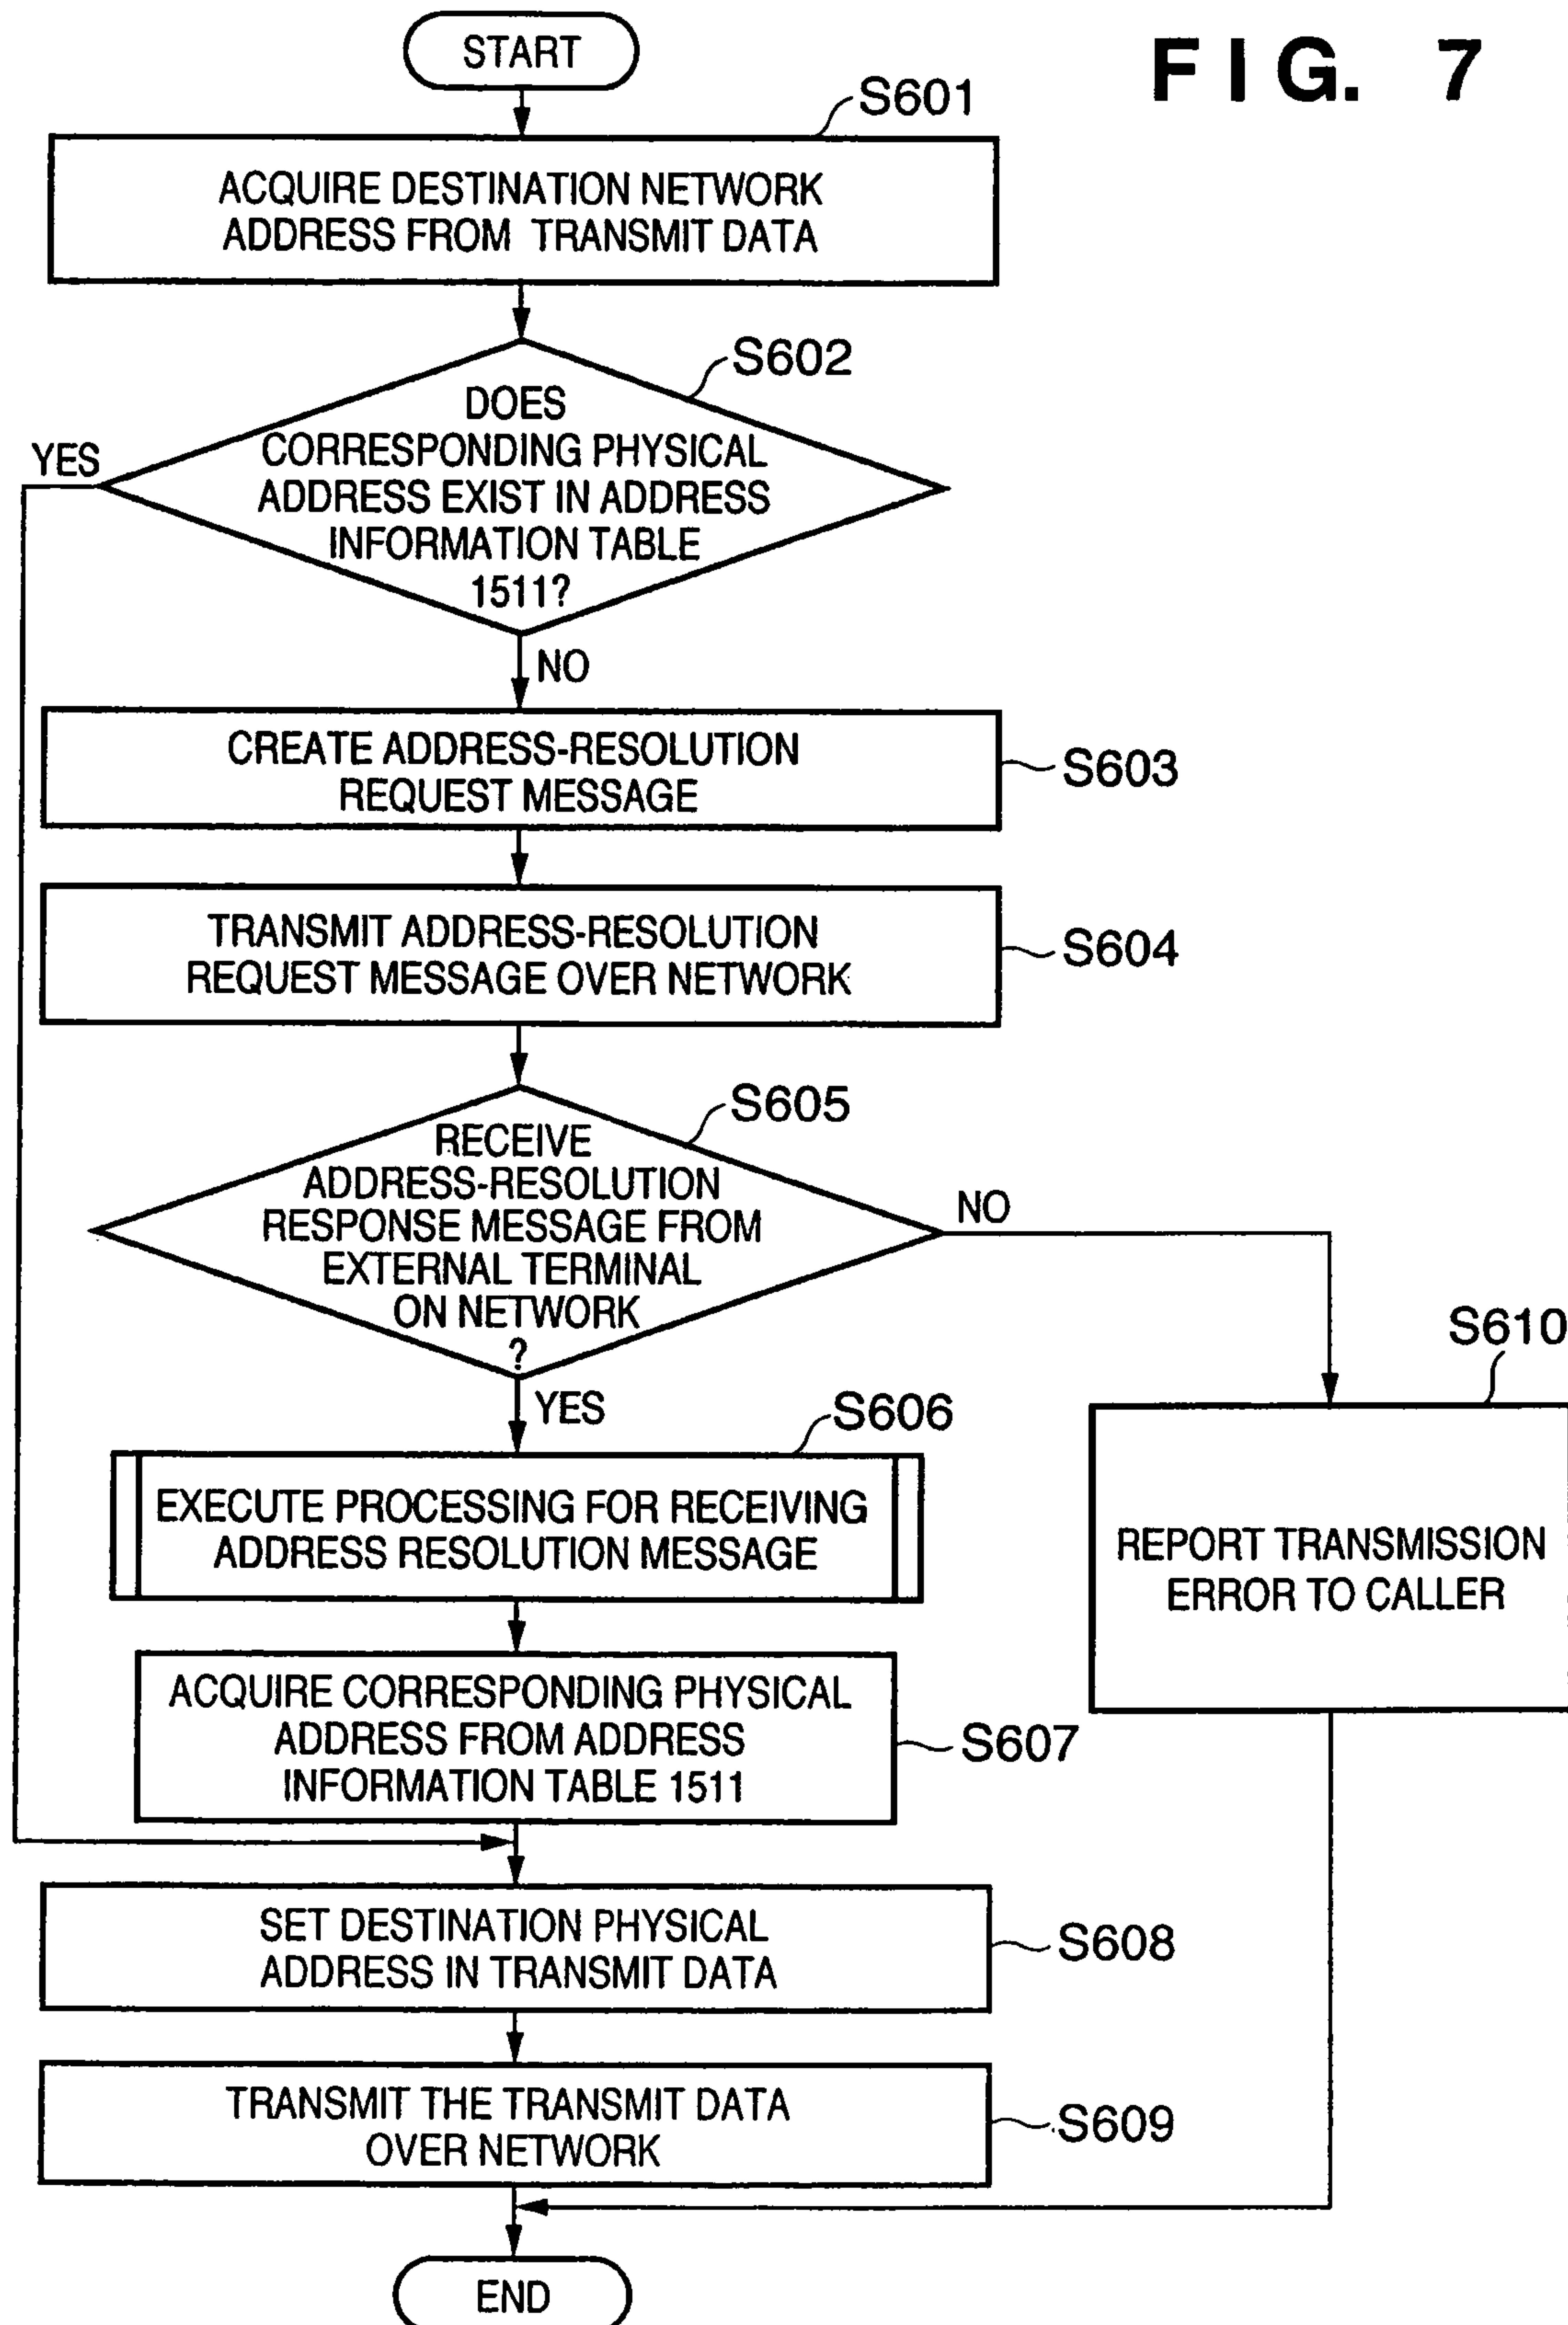 FIG. 7
START
S601
ACQUIRE DESTINATION NETWORK
ADDRESS FROM TRANSMIT DATA
S602
DOES
CORRESPONDING PHYSICAL
ADDRESS EXIST IN ADDRESS
INFORMATION TABLE
1511?
YES
NO
CREATE ADDRESS-RESOLUTION
REQUEST MESSAGE
S603
TRANSMIT ADDRESS-RESOLUTION
REQUEST MESSAGE OVER NETWORK
S604
S605
RECEIVE
ADDRESS-RESOLUTION
RESPONSE MESSAGE FROM
EXTERNAL TERMINAL
ON NETWORK
?
NO
YES
S606
EXECUTE PROCESSING FOR RECEIVING
ADDRESS RESOLUTION MESSAGE
S610
REPORT TRANSMISSION
ERROR TO CALLER
ACQUIRE CORRESPONDING PHYSICAL
ADDRESS FROM ADDRESS
INFORMATION TABLE 1511
S607
SET DESTINATION PHYSICAL
ADDRESS IN TRANSMIT DATA
S608
TRANSMIT THE TRANSMIT DATA
OVER NETWORK
S609
END